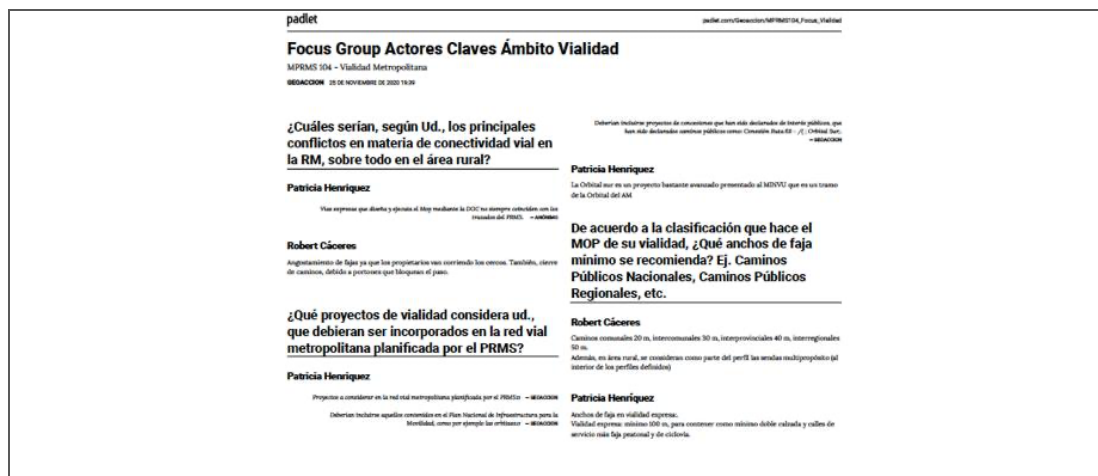 padlet
padlet.com/Geoaccion/MPRMS104_Focus_Vialidad
Focus Group Actores Claves Ámbito Vialidad
MPRMS 104 - Vialidad Metropolitana
GEOACCION 25 DE NOVIEMBRE DE 2020 19:39
¿Cuáles serían, según Ud., los principales
conflictos en materia de conectividad vial en
la RM, sobre todo en el área rural?
Patricia Henriquez
Vías expresas que diseña y ejecuta el Mop mediante la DGC no siempre coinciden con los
trazados del PRMS. — ANÓNIMO
Robert Cáceres
Angostamiento de fajas ya que los propietarios van corriendo los cercos. También, cierre
de caminos, debido a portones que bloquean el paso.
¿Qué proyectos de vialidad considera ud.,
que debieran ser incorporados en la red vial
metropolitana planificada por el PRMS?
Patricia Henriquez
Proyectos a considerar en la red vial metropolitana planificada por el PRMSn — GEOACCION
Deberían incluirse aquellos contenidos en el Plan Nacional de Infraestructura para la
Movilidad, como por ejemplo las — GEOACCION
Deberían incluirse proyectos de concesiones que han sido declarados de interés públicos, que
han sido declarados caminos públicos como: Conexión Ruta 68 - ; Orbital Sur,
— GEOACCION
Patricia Henriquez
La Orbital sur es un proyecto bastante avanzado presentado al MINVU que es un tramo
de la Orbital del AM
De acuerdo a la clasificación que hace el
MOP de su vialidad, ¿Qué anchos de faja
mínimo se recomienda? Ej. Caminos
Públicos Nacionales, Caminos Públicos
Regionales, etc.
Robert Cáceres
Caminos comunales 20 m, intercomunales 30 m, interprovinciales 40 m, interregionales
50 m.
Además, en área rural, se consideran como parte del perfil las sendas multipropósito (al
interior de los perfiles definidos)
Patricia Henríquez
Anchos de faja en vialidad expresa:.
Vialidad expresa: mínimo 100 m, para contener como mínimo doble calzada y calles de
servicio más faja peatonal y de ciclovía.